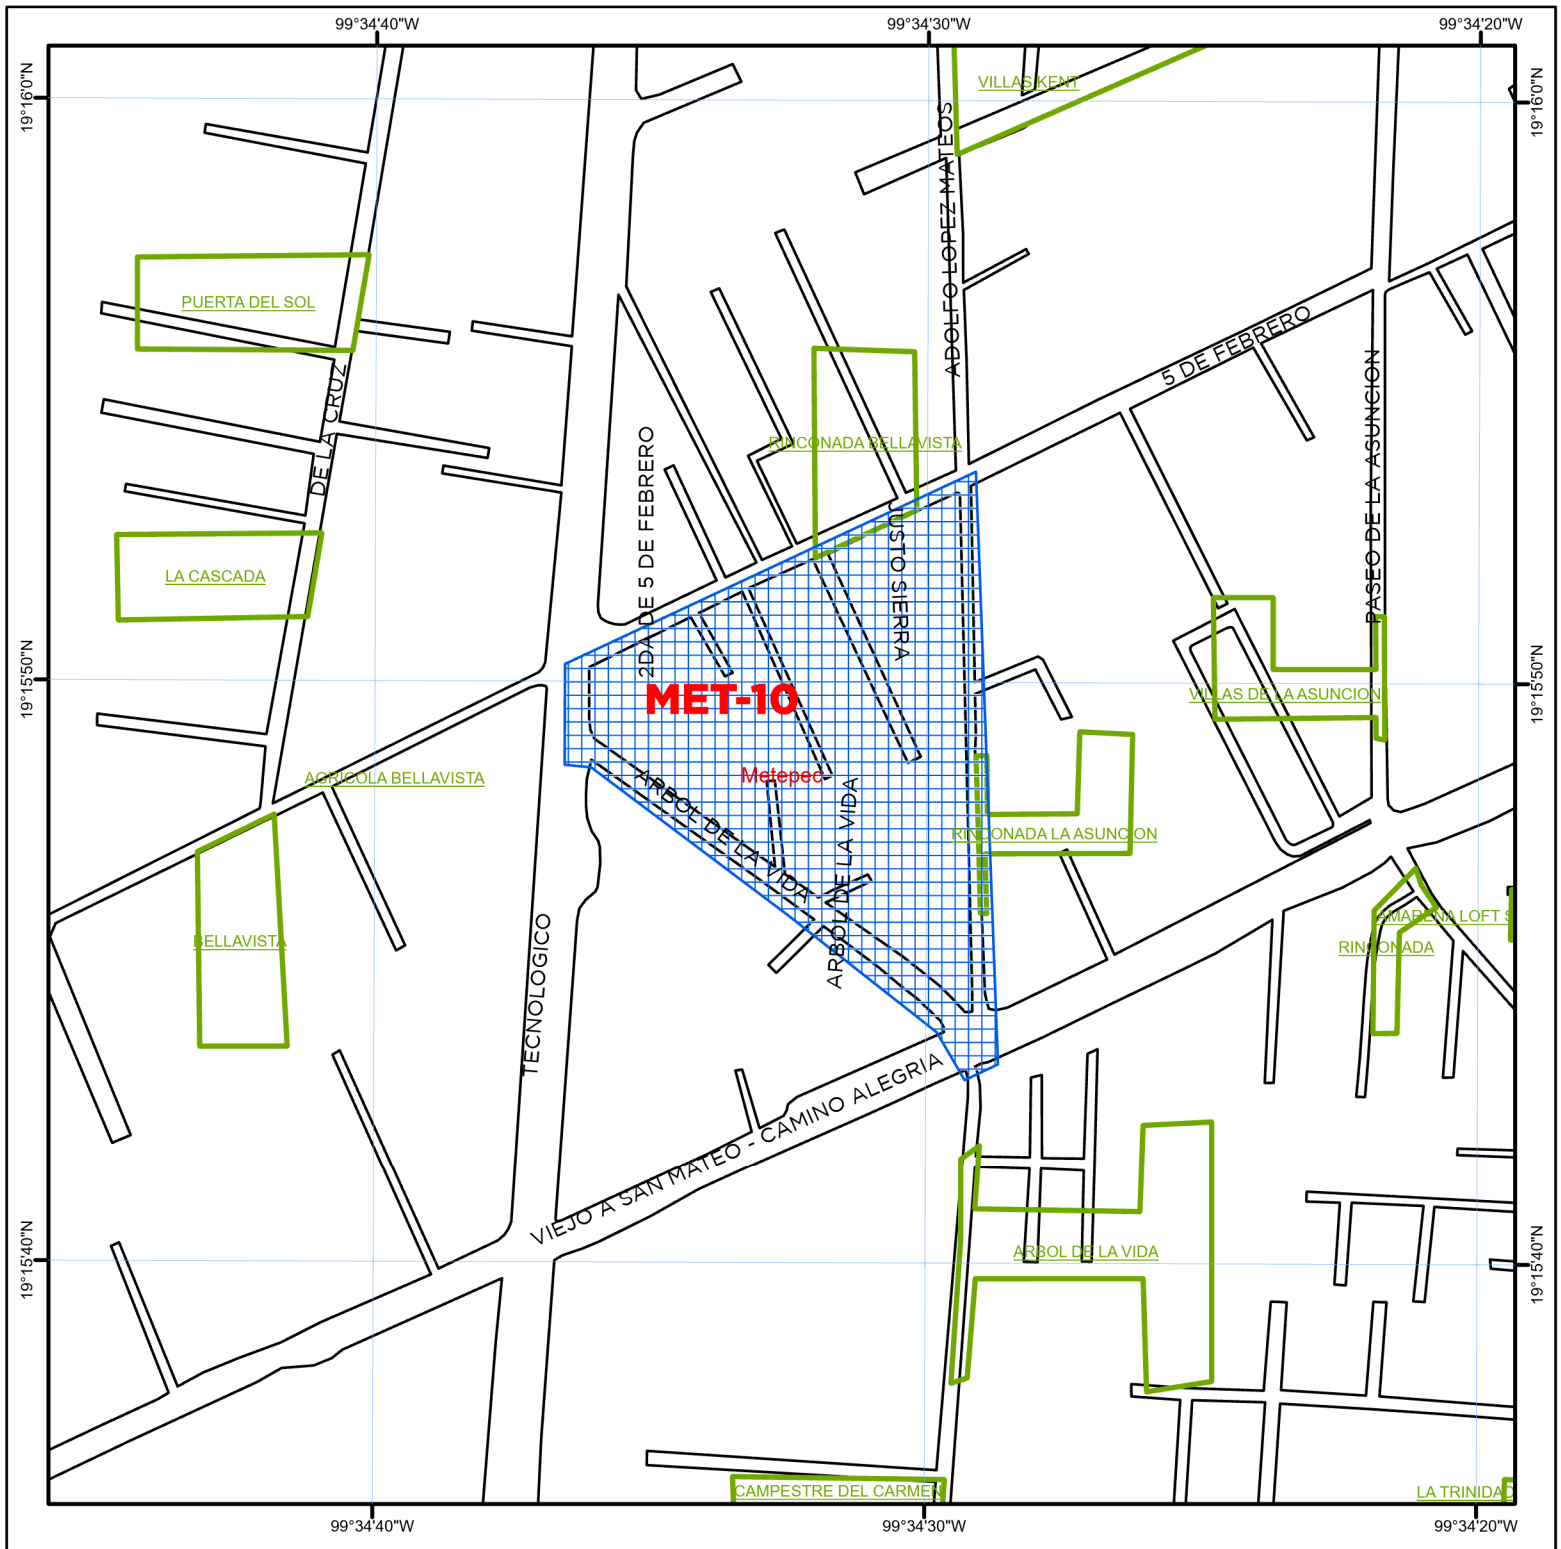 99°34'40"W
99°34'30"W
99°34'20"W
19°16'0"N
19°16'0"N
VILLAS KENT
ADOLFO LOPEZ MATEOS
PUERTA DEL SOL
5 DE FEBRERO
DE LA CRUZ
2DA DE 5 DE FEBRERO
RINCONADA BELLAVISTA
PASEO DE LA ASUNCION
JUSTO SIERRA
LA CASCADA
19°15'50"N
19°15'50"N
MET-10
VILLAS DE LA ASUNCION
Metepec
AGRICOLA BELLAVISTA
ARBOL DE LA VIDA
ARBOL DE LA VIDA
RINCONADA LA ASUNCION
BELLAVISTA
TECNOLOGICO
AMARENA LOFT S
RINCONADA
VIEJO A SAN MATEO - CAMINO ALEGRIA
19°15'40"N
19°15'40"N
ARBOL DE LA VIDA
CAMPESTRE DEL CARMEN
LA TRINIDAD
99°34'40"W
99°34'30"W
99°34'20"W